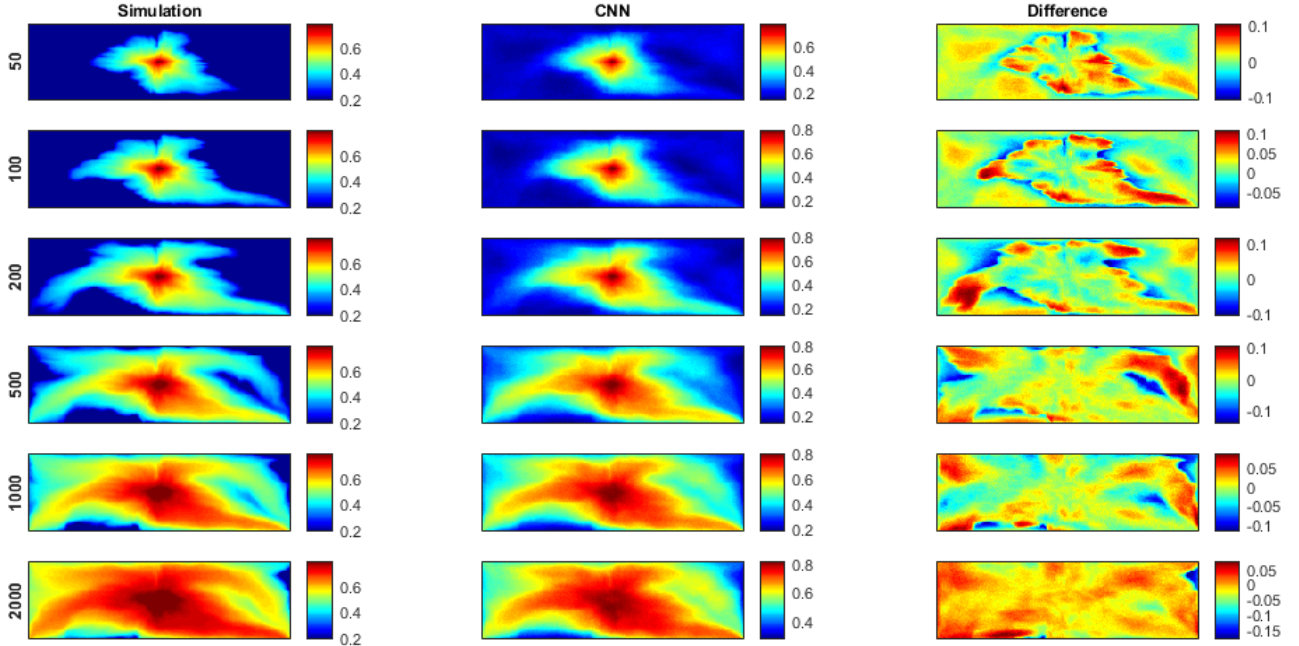 Simulation CNN Difference
50 0.6 0.4 0.2 0.6 0.4 0.2 0.1 0 -0.1
100 0.6 0.4 0.2 0.8 0.6 0.4 0.2 0.1 0.05 0 -0.05
200 0.6 0.4 0.2 0.8 0.6 0.4 0.2 0.1 0 -0.1
500 0.6 0.4 0.2 0.8 0.6 0.4 0.2 0.1 0 -0.1
1000 0.6 0.4 0.2 0.8 0.6 0.4 0.2 0.05 0 -0.05 -0.1
2000 0.6 0.4 0.2 0.8 0.6 0.4 0.05 0 -0.05 -0.1 -0.15